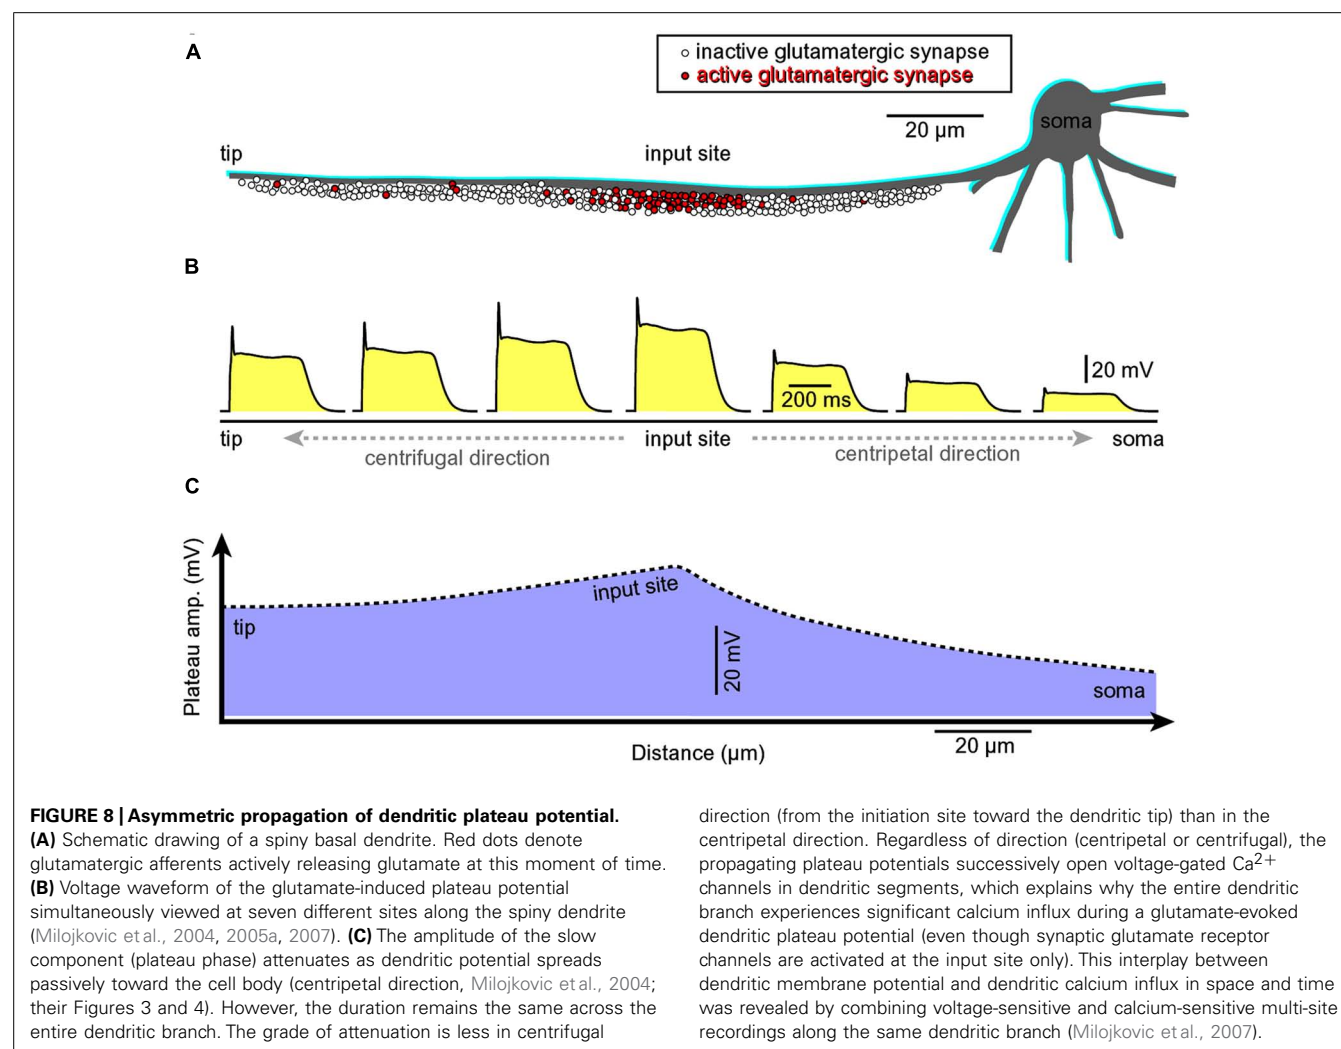 A
inactive glutamatergic synapse
active glutamatergic synapse
20 µm
soma
tip
input site
B
20 mV
200 ms
tip
input site
soma
centrifugal direction
centripetal direction
C
Plateau amp. (mV)
input site
tip
20 mV
soma
20 µm
Distance (µm)
FIGURE 8 | Asymmetric propagation of dendritic plateau potential.
(A) Schematic drawing of a spiny basal dendrite. Red dots denote
glutamatergic afferents actively releasing glutamate at this moment of time.
(B) Voltage waveform of the glutamate-induced plateau potential
simultaneously viewed at seven different sites along the spiny dendrite
(Milojkovic et al., 2004, 2005a, 2007). (C) The amplitude of the slow
component (plateau phase) attenuates as dendritic potential spreads
passively toward the cell body (centripetal direction, Milojkovic et al., 2004;
their Figures 3 and 4). However, the duration remains the same across the
entire dendritic branch. The grade of attenuation is less in centrifugal
direction (from the initiation site toward the dendritic tip) than in the
centripetal direction. Regardless of direction (centripetal or centrifugal), the
propagating plateau potentials successively open voltage-gated Ca2+
channels in dendritic segments, which explains why the entire dendritic
branch experiences significant calcium influx during a glutamate-evoked
dendritic plateau potential (even though synaptic glutamate receptor
channels are activated at the input site only). This interplay between
dendritic membrane potential and dendritic calcium influx in space and time
was revealed by combining voltage-sensitive and calcium-sensitive multi-site
recordings along the same dendritic branch (Milojkovic et al., 2007).